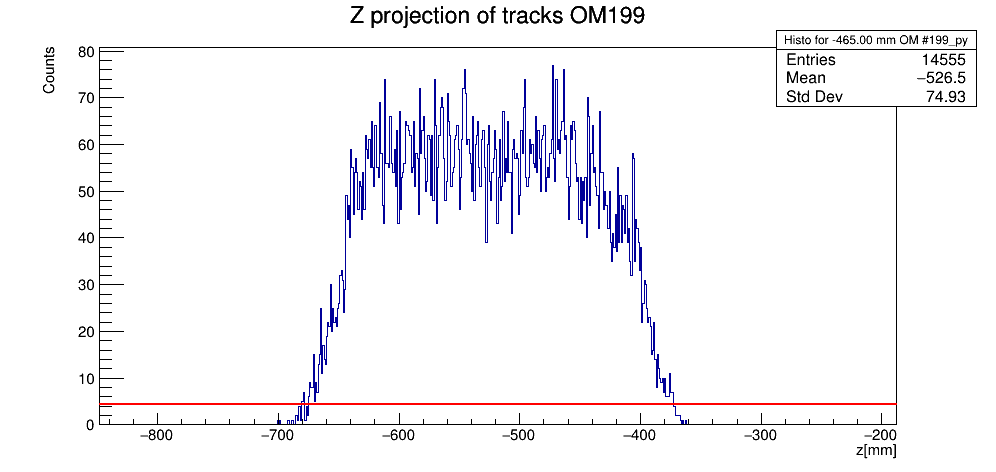 Z projection of tracks OM199
Histo for -465.00 mm OM #199_py
Entries 14555
Mean −526.5
Std Dev 74.93
Counts
80
70
60
50
40
30
20
10
0
−800 −700 −600 −500 −400 −300 −200
z[mm]